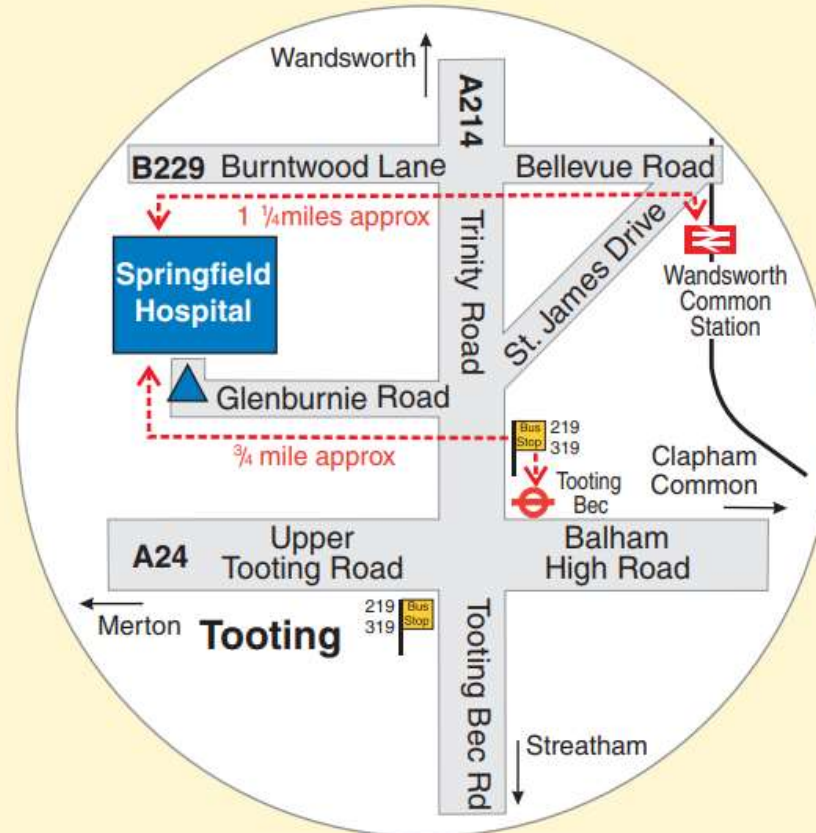 Wandsworth
A214
B229 Burntwood Lane
Bellevue Road
1 ¼ miles approx
Trinity Road
St. James Drive
Springfield
Hospital
Wandsworth
Common
Station
Glenburnie Road
¾ mile approx
Bus
Stop
219
319
Tooting
Bec
Clapham
Common
A24
Upper
Tooting Road
Balham
High Road
Merton
Tooting
219
319
Bus
Stop
Tooting Bec Rd
Streatham